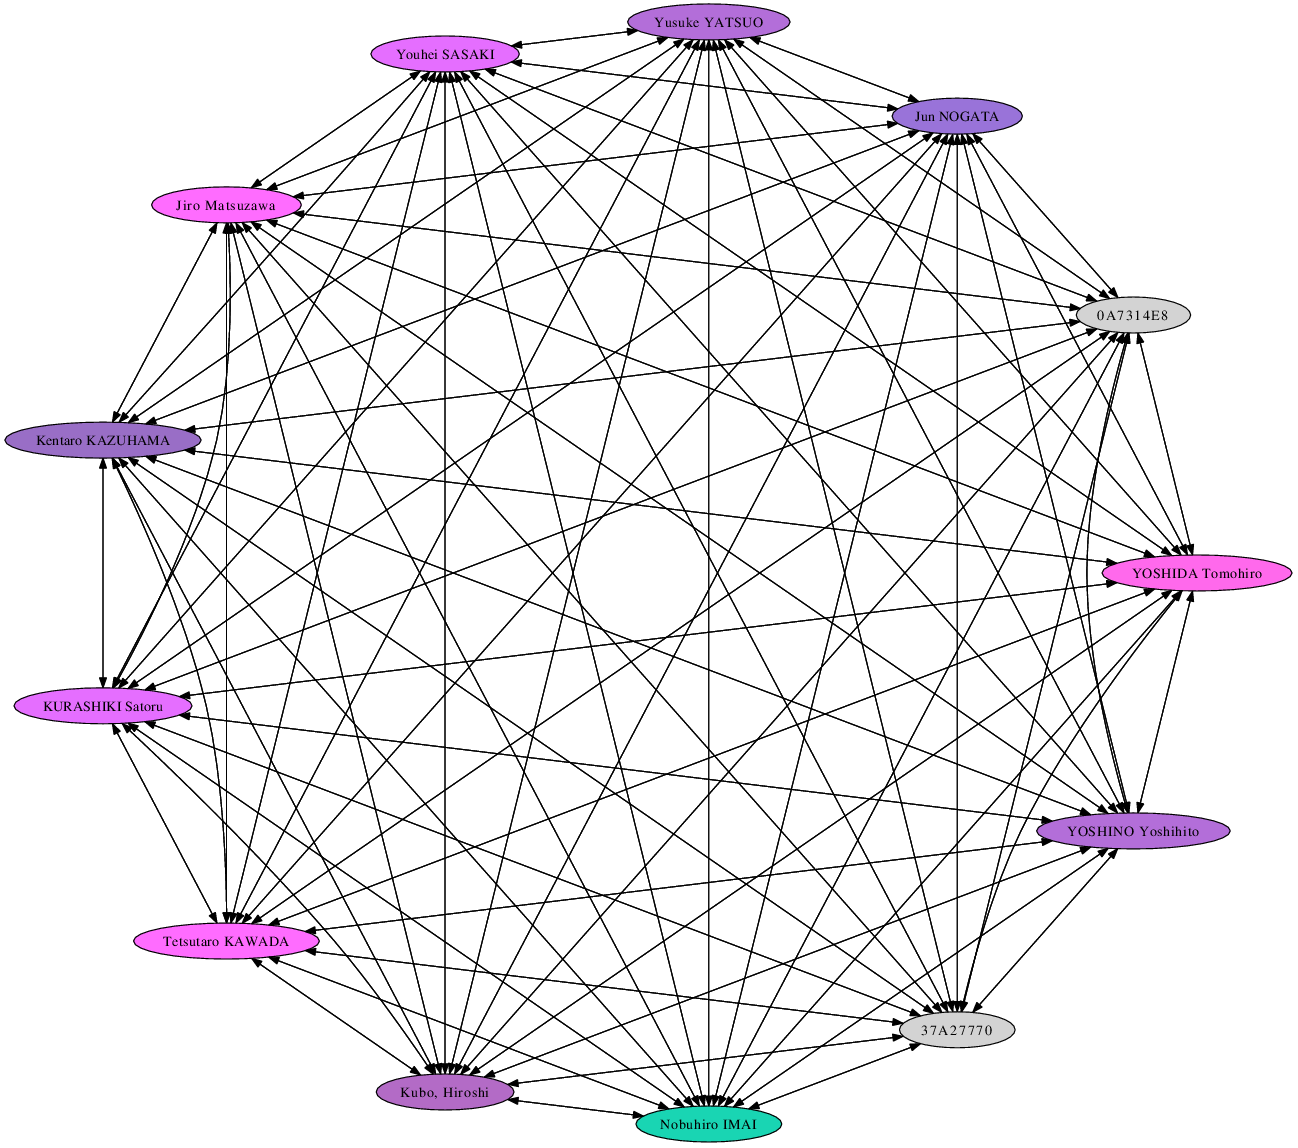 Yusuke YATSUO
Youhei SASAKI
Jun NOGATA
Jiro Matsuzawa
0A7314E8
Kentaro KAZUHAMA
YOSHIDA Tomohiro
KURASHIKI Satoru
YOSHINO Yoshihito
Tetsutaro KAWADA
37A27770
Kubo, Hiroshi
Nobuhiro IMAI